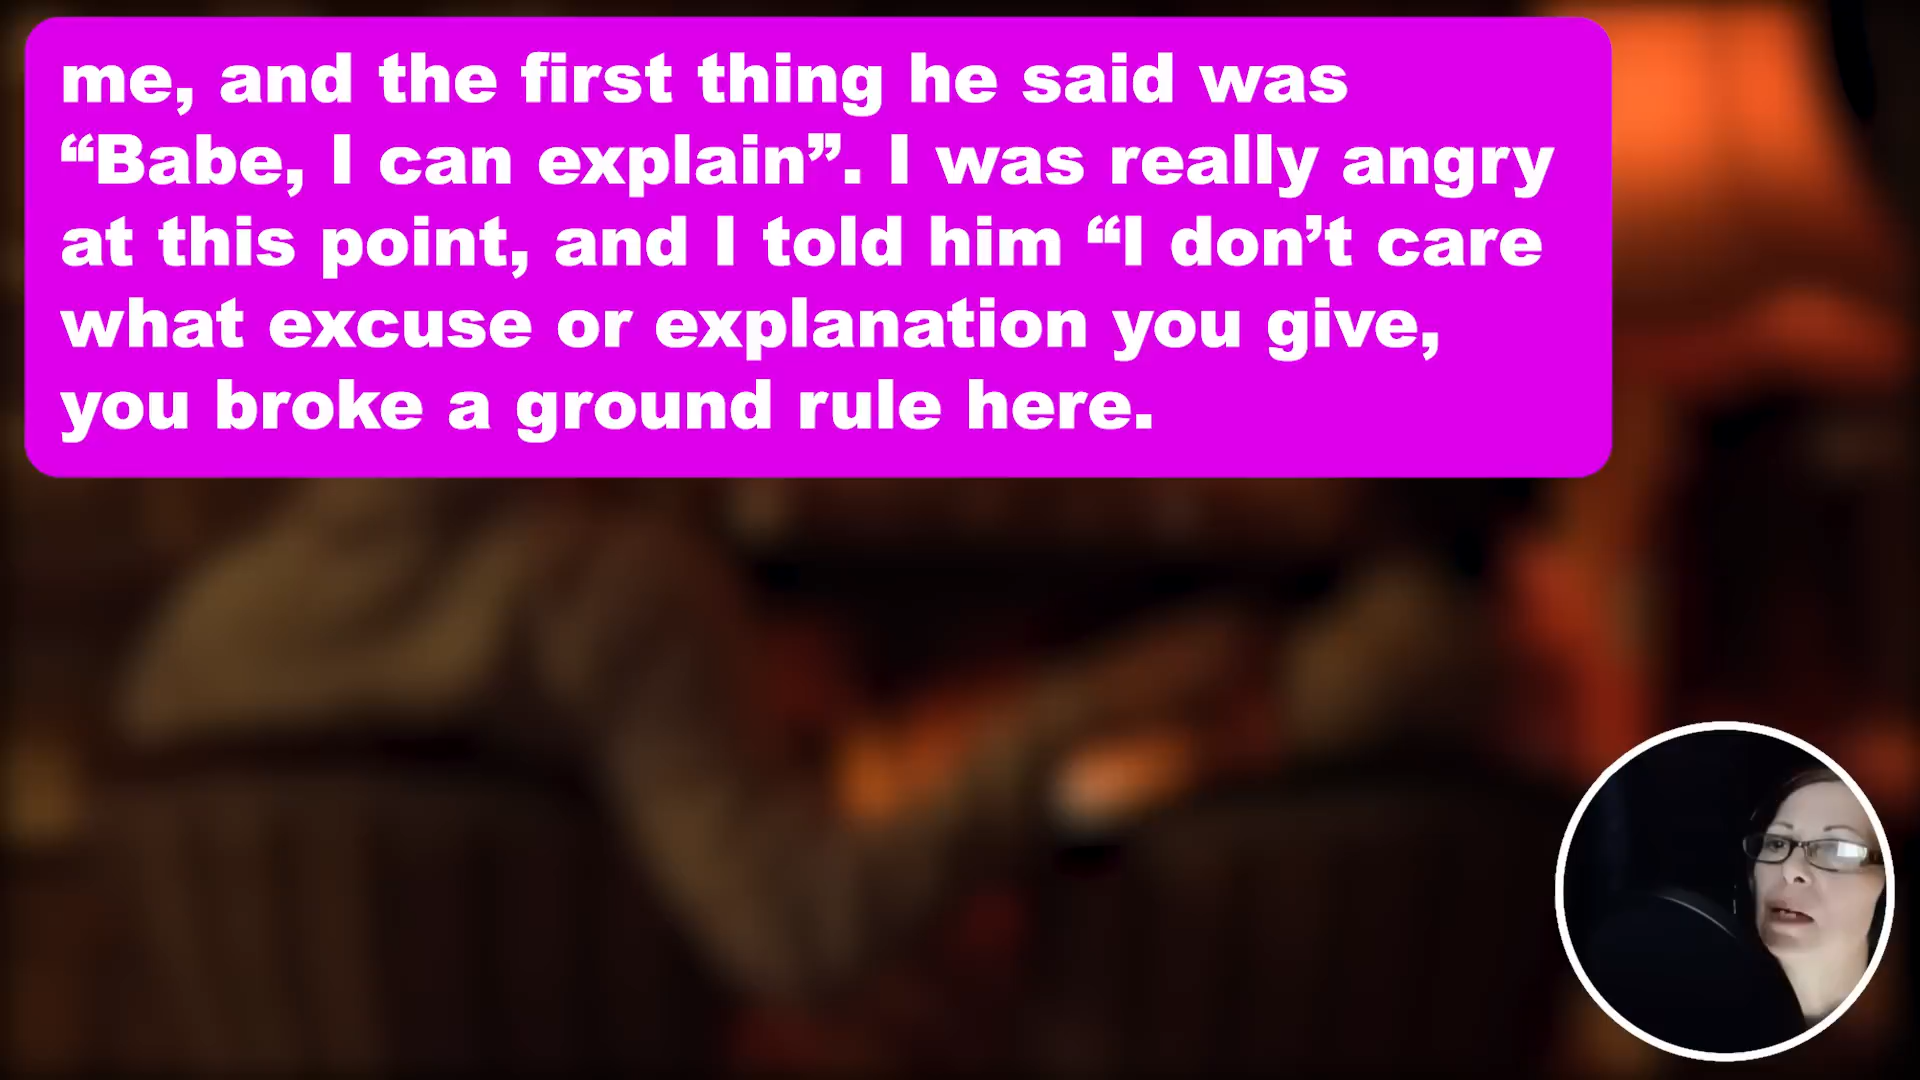 me, and the first thing he said was
“Babe, I can explain”. I was really angry
at this point, and I told him “I don’t care
what excuse or explanation you give,
you broke a ground rule here.